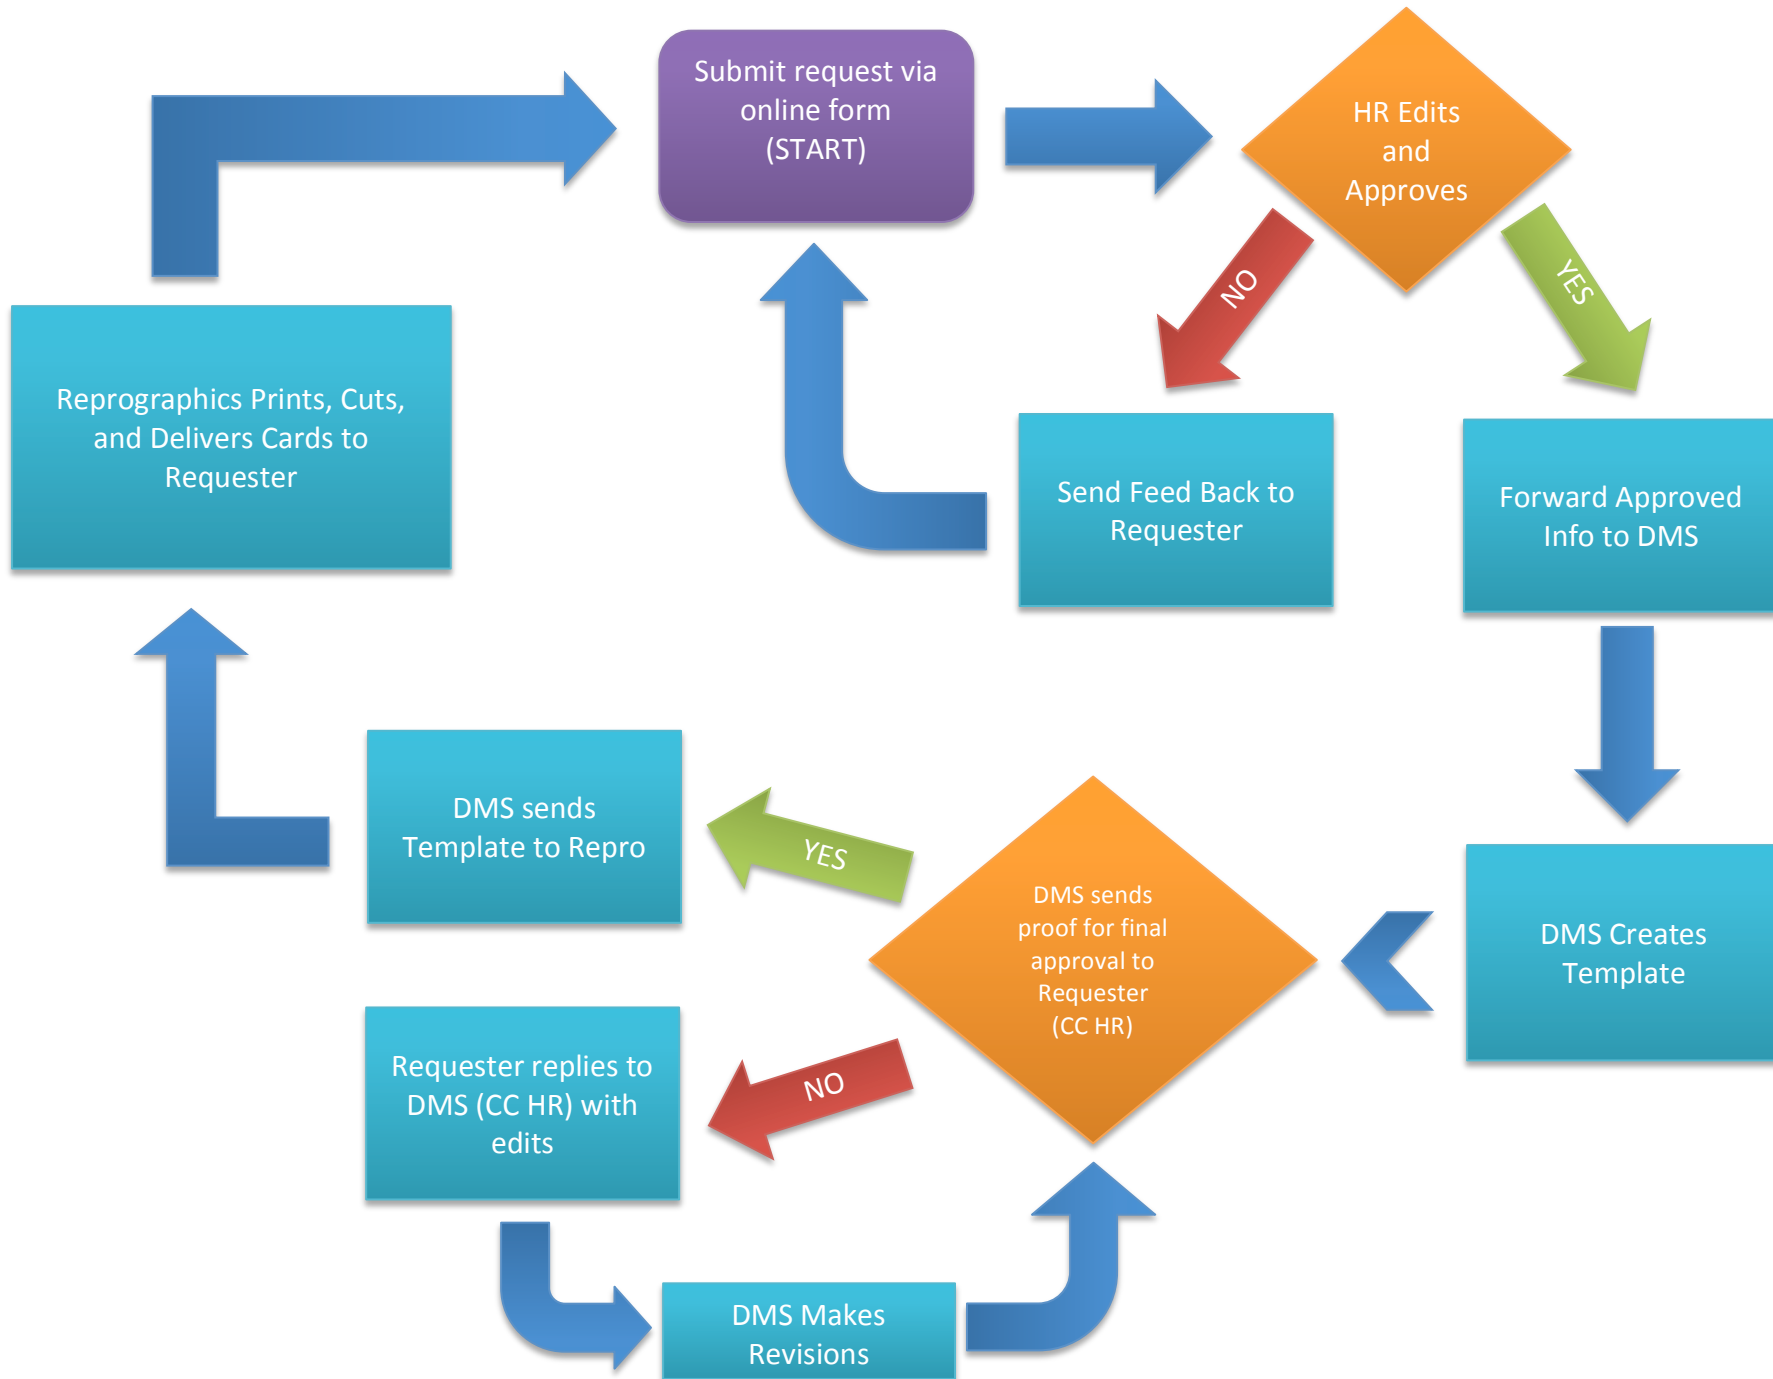 Submit request via
online form
(START)
HR Edits
and
Approves
NO
YES
Reprographics Prints, Cuts,
and Delivers Cards to
Requester
Send Feed Back to
Requester
Forward Approved
Info to DMS
DMS sends
Template to Repro
YES
DMS sends
proof for final
approval to
Requester
(CC HR)
DMS Creates
Template
Requester replies to
DMS (CC HR) with
edits
NO
DMS Makes
Revisions